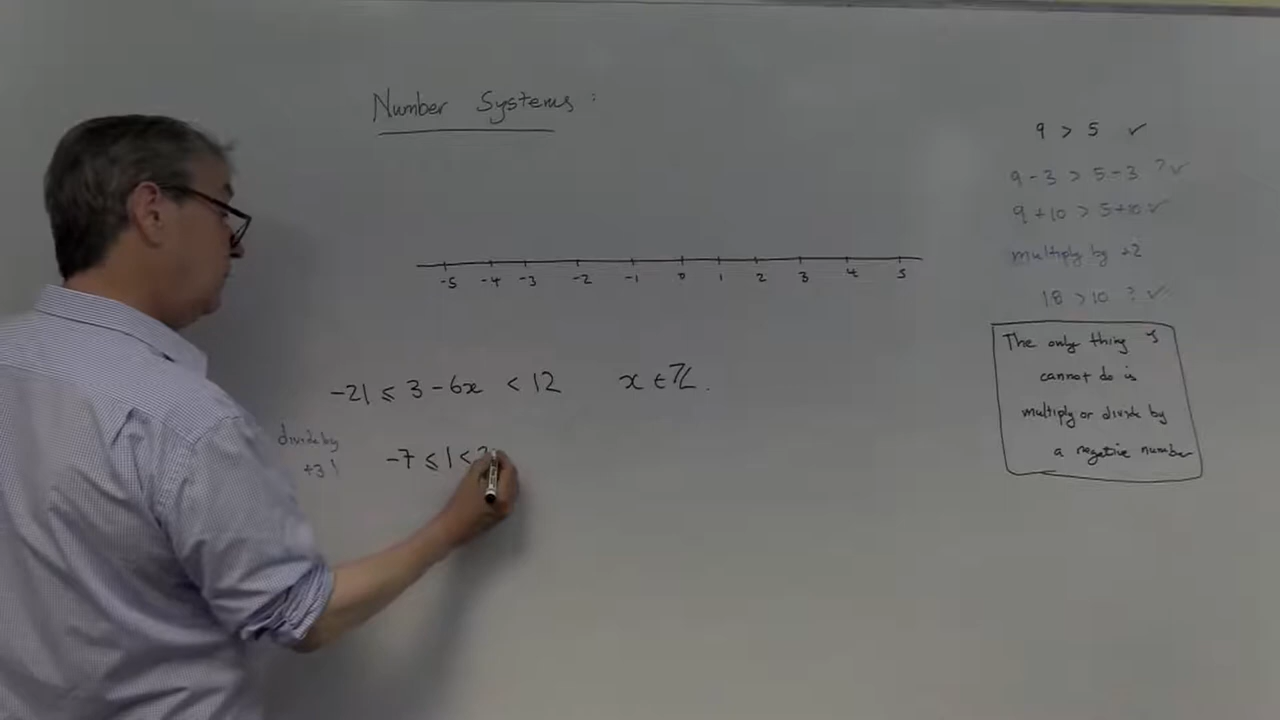 Number Systems :
-5 -4 -3 -2 -1 0 1 2 3 4 5
-21 ≤ 3 - 6x < 12 x ∈ ℤ.
divide by
+3 !
-7 ≤ 1 < 2
9 > 5 ✓
9 - 3 > 5 - 3 ? ✓
9 + 10 > 5 + 10 ✓
multiply by +2
18 > 10 ? ✓
The only thing
cannot do is
multiply or divide by
a negative number